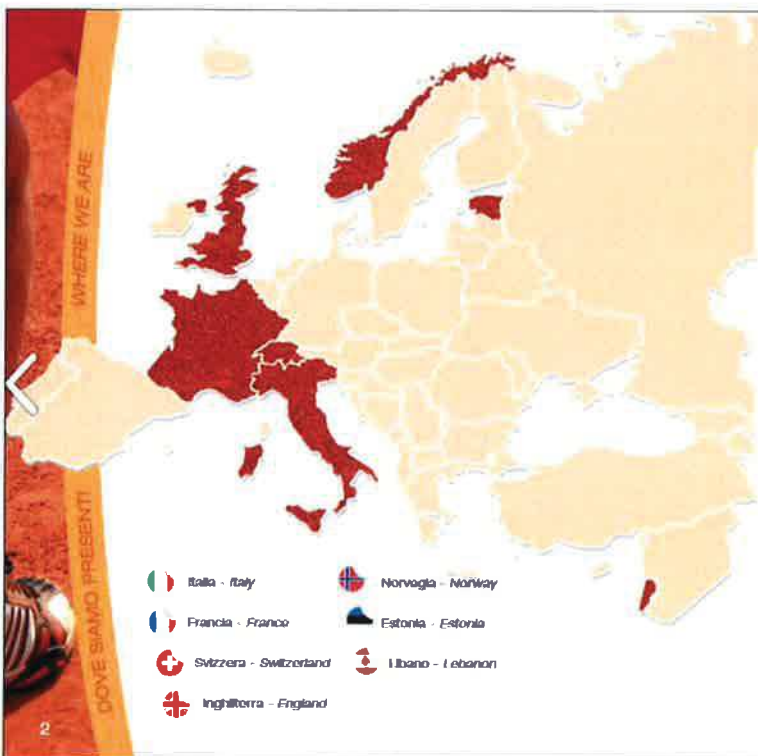 WHERE WE ARE
DOVE SIAMO PRESENTI
Italia - Italy
Francia - France
Svizzera - Switzerland
Inghilterra - England
Norvegia - Norway
Estonia - Estonia
Libano - Lebanon
2